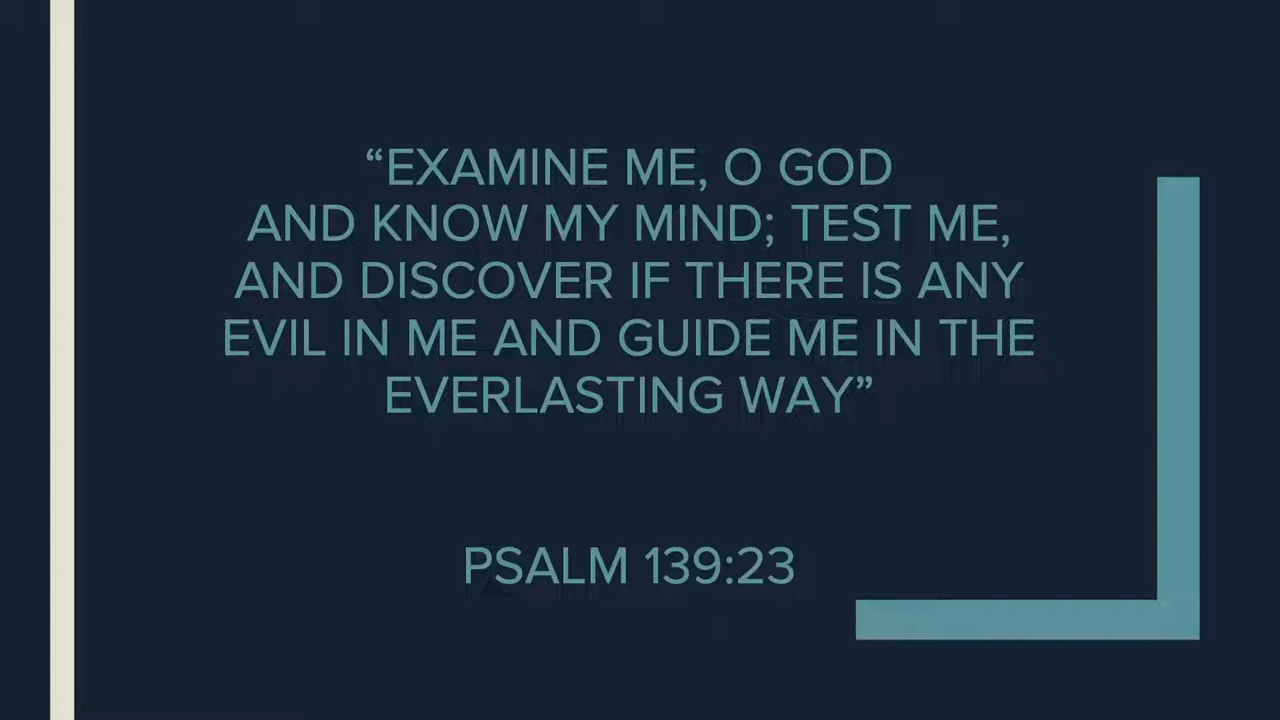 “EXAMINE ME, O GOD
AND KNOW MY MIND; TEST ME,
AND DISCOVER IF THERE IS ANY
EVIL IN ME AND GUIDE ME IN THE
EVERLASTING WAY”
PSALM 139:23